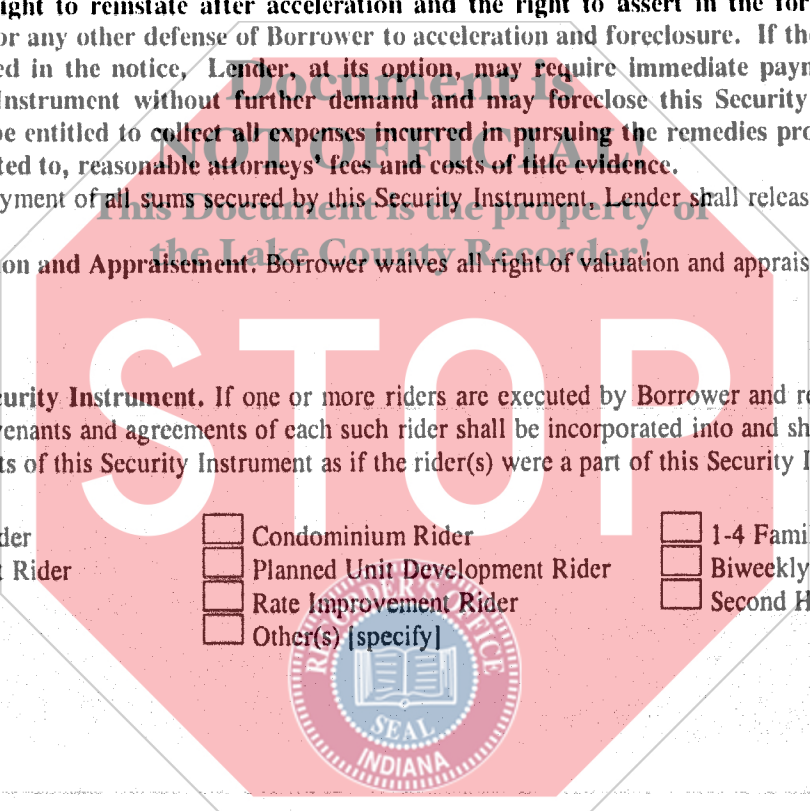 ight to reinstate after acceleration and the right to assert in the for
or any other defense of Borrower to acceleration and foreclosure. If the
ed in the notice, Lender, at its option, may require immediate paym
Document is
Instrument without further demand and may foreclose this Security
be entitled to collect all expenses incurred in pursuing the remedies pro
NOT OFFICIAL!
ted to, reasonable attorneys' fees and costs of title evidence.
yment of all sums secured by this Security Instrument, Lender shall releas
This Document is the property of
the Lake County Recorder!
on and Appraisement. Borrower waives all right of valuation and apprais
STOP
curity Instrument. If one or more riders are executed by Borrower and re
venants and agreements of each such rider shall be incorporated into and sh
ts of this Security Instrument as if the rider(s) were a part of this Security I
der
Condominium Rider
1-4 Fami
t Rider
Planned Unit Development Rider
Biweekly
Rate Improvement Rider
Second H
Other(s) [specify]
RECORDER'S OFFICE
SEAL
INDIANA